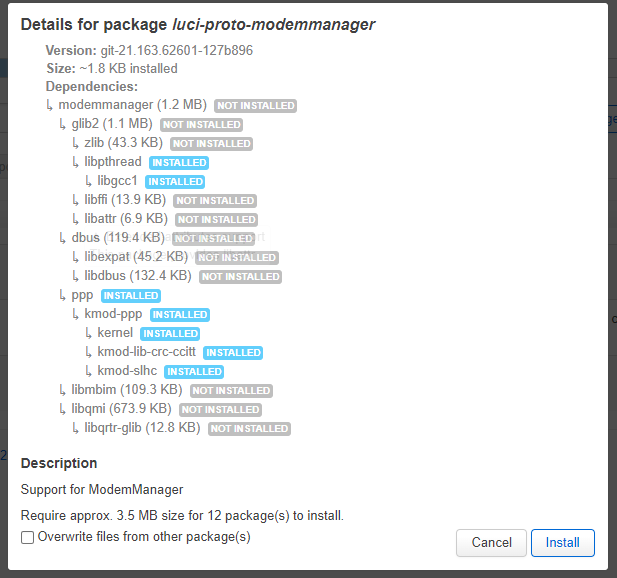 Details for package luci-proto-modemmanager
Version: git-21.163.62601-127b896
Size: ~1.8 KB installed
Dependencies:
↳ modemmanager (1.2 MB) NOT INSTALLED
↳ glib2 (1.1 MB) NOT INSTALLED
↳ zlib (43.3 KB) NOT INSTALLED
↳ libpthread INSTALLED
↳ libgcc1 INSTALLED
↳ libffi (13.9 KB) NOT INSTALLED
↳ libattr (6.9 KB) NOT INSTALLED
↳ dbus (119.4 KB) NOT INSTALLED
↳ libexpat (45.2 KB) NOT INSTALLED
↳ libdbus (132.4 KB) NOT INSTALLED
↳ ppp INSTALLED
↳ kmod-ppp INSTALLED
↳ kernel INSTALLED
↳ kmod-lib-crc-ccitt INSTALLED
↳ kmod-slhc INSTALLED
↳ libmbim (109.3 KB) NOT INSTALLED
↳ libqmi (673.9 KB) NOT INSTALLED
↳ libqrtr-glib (12.8 KB) NOT INSTALLED
Description
Support for ModemManager
Require approx. 3.5 MB size for 12 package(s) to install.
Overwrite files from other package(s)
Cancel Install